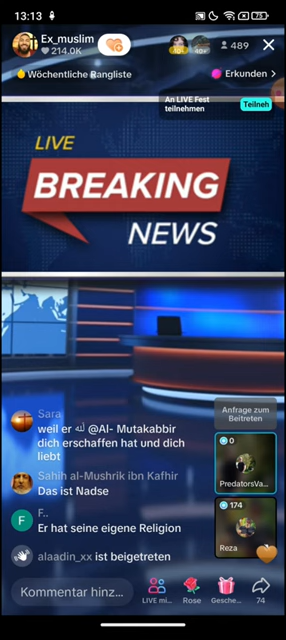 13:13
75
Ex_muslim
214.0K
40+
40+
489
Wöchentliche Rangliste
Erkunden >
An LIVE Fest
teilnehmen
Teilneh
LIVE
BREAKING
NEWS
Anfrage zum
Beitreten
Sara
weil er الله @Al- Mutakabbir
dich erschaffen hat und dich
liebt
0
PredatorsVa...
Sahih al-Mushrik ibn Kafhir
Das ist Nadse
F..
F
Er hat seine eigene Religion
174
Reza
alaadin_xx ist beigetreten
Kommentar hinz...
LIVE mi...
Rose
Gesche...
74